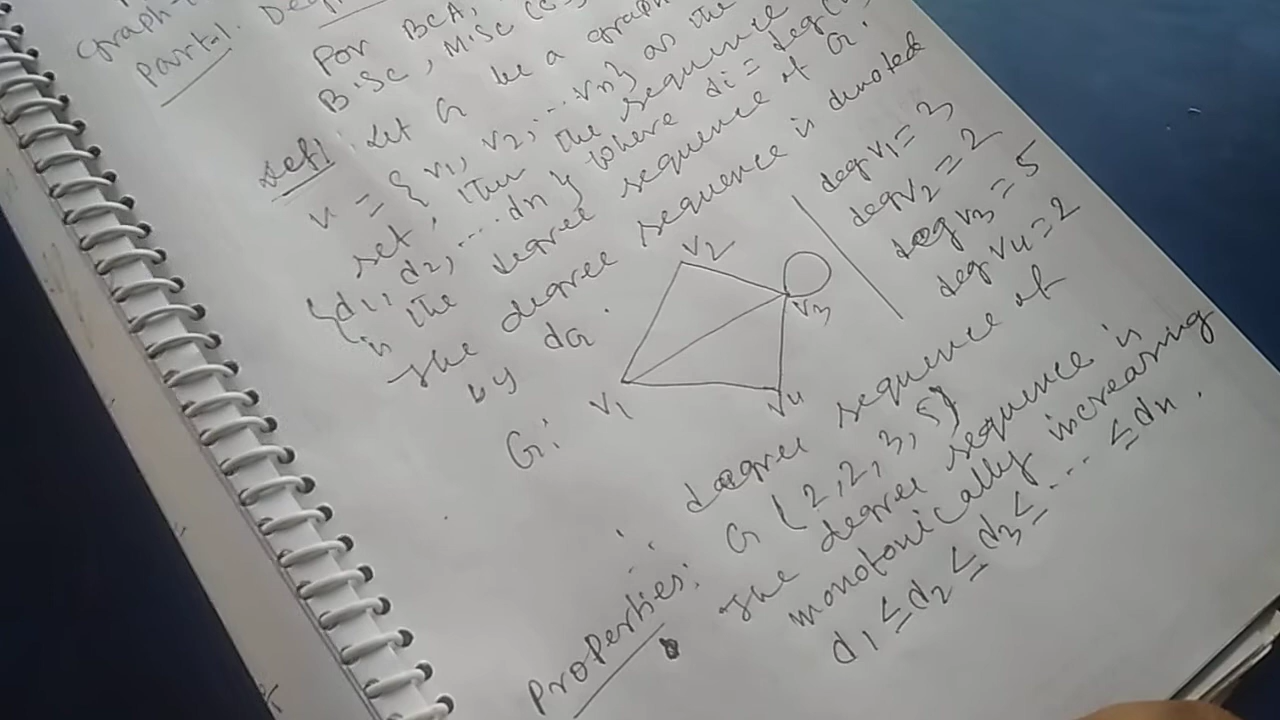 Graph-
Part-1. Deg
For BCA,
B.Sc, M.Sc (CS
Def: Let G be a graph
V = {v1, v2, ... vn} as the
set, then the sequence
{d1, d2, ... dn} where di = deg(
is the degree sequence of G.
The degree sequence is denoted
by dG.
deg v1 = 3
deg v2 = 2
deg v3 = 5
deg v4 = 2
G:
v1
v2
v3
v4
∴ degree sequence of
G {2, 2, 3, 5}
Properties:
The degree sequence is
monotonically increasing
d1 ≤ d2 ≤ d3 ≤ ... ≤ dn.